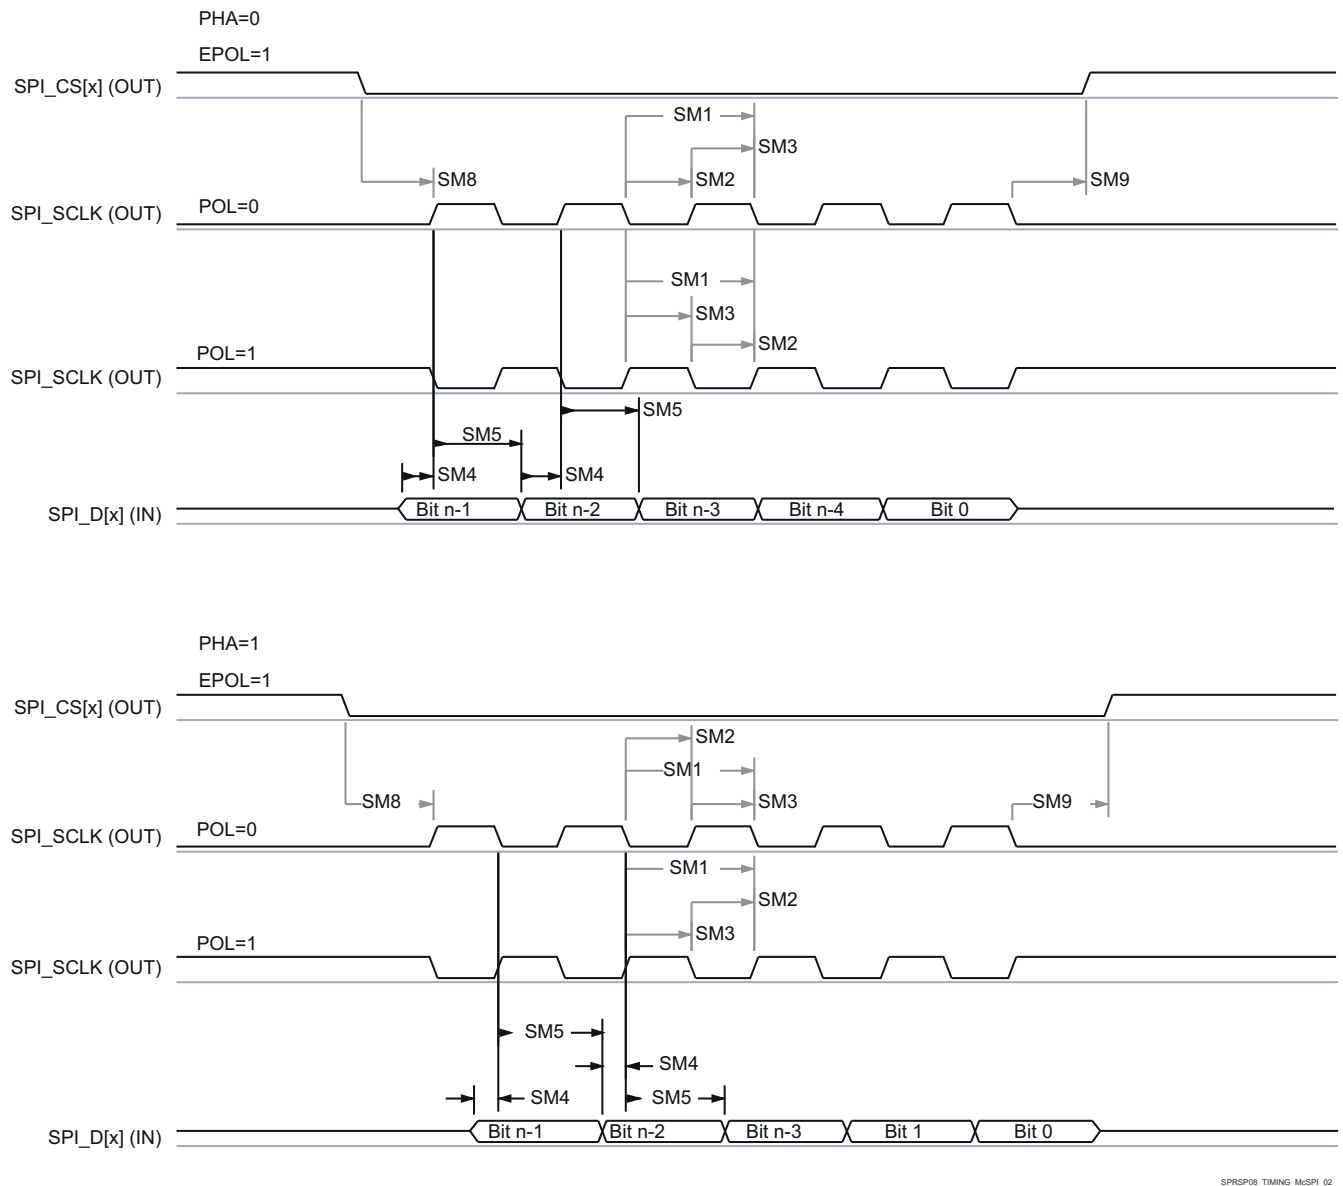 PHA=0
EPOL=1
SPI_CS[x] (OUT)
SM1
SM3
SM8
SM2
SM9
POL=0
SPI_SCLK (OUT)
SM1
SM3
SM2
POL=1
SPI_SCLK (OUT)
SM5
SM5
SM4
SM4
SPI_D[x] (IN)
Bit n-1
Bit n-2
Bit n-3
Bit n-4
Bit 0
PHA=1
EPOL=1
SPI_CS[x] (OUT)
SM2
SM1
SM8
SM3
SM9
POL=0
SPI_SCLK (OUT)
SM1
SM2
SM3
POL=1
SPI_SCLK (OUT)
SM5
SM4
SM4
SM5
SPI_D[x] (IN)
Bit n-1
Bit n-2
Bit n-3
Bit 1
Bit 0
SPRSP08_TIMING_McSPI_02